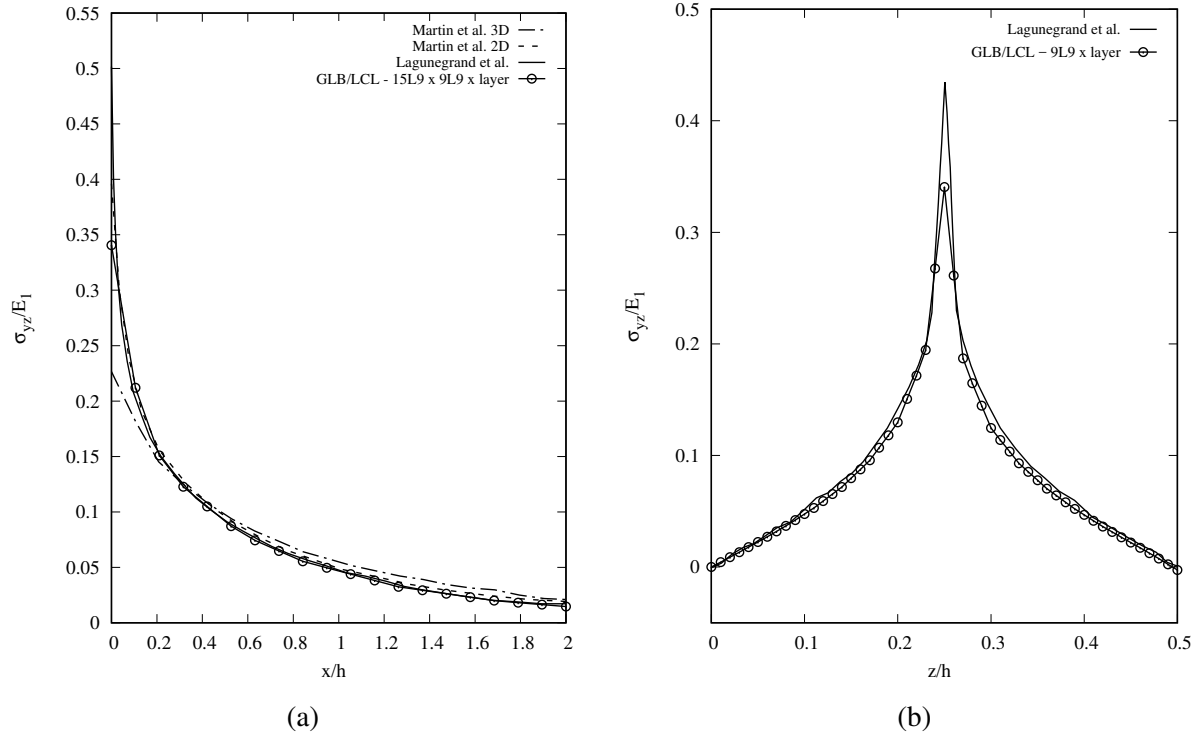 Martin et al. 3D
Martin et al. 2D
Lagunegrand et al.
GLB/LCL - 15L9 x 9L9 x layer
0.55
0.5
0.45
0.4
0.35
0.3
0.25
0.2
0.15
0.1
0.05
0
σyz/E1
0 0.2 0.4 0.6 0.8 1 1.2 1.4 1.6 1.8 2
x/h
(a)
Lagunegrand et al.
GLB/LCL − 9L9 x layer
0.5
0.4
0.3
0.2
0.1
0
σyz/E1
0 0.1 0.2 0.3 0.4 0.5
z/h
(b)